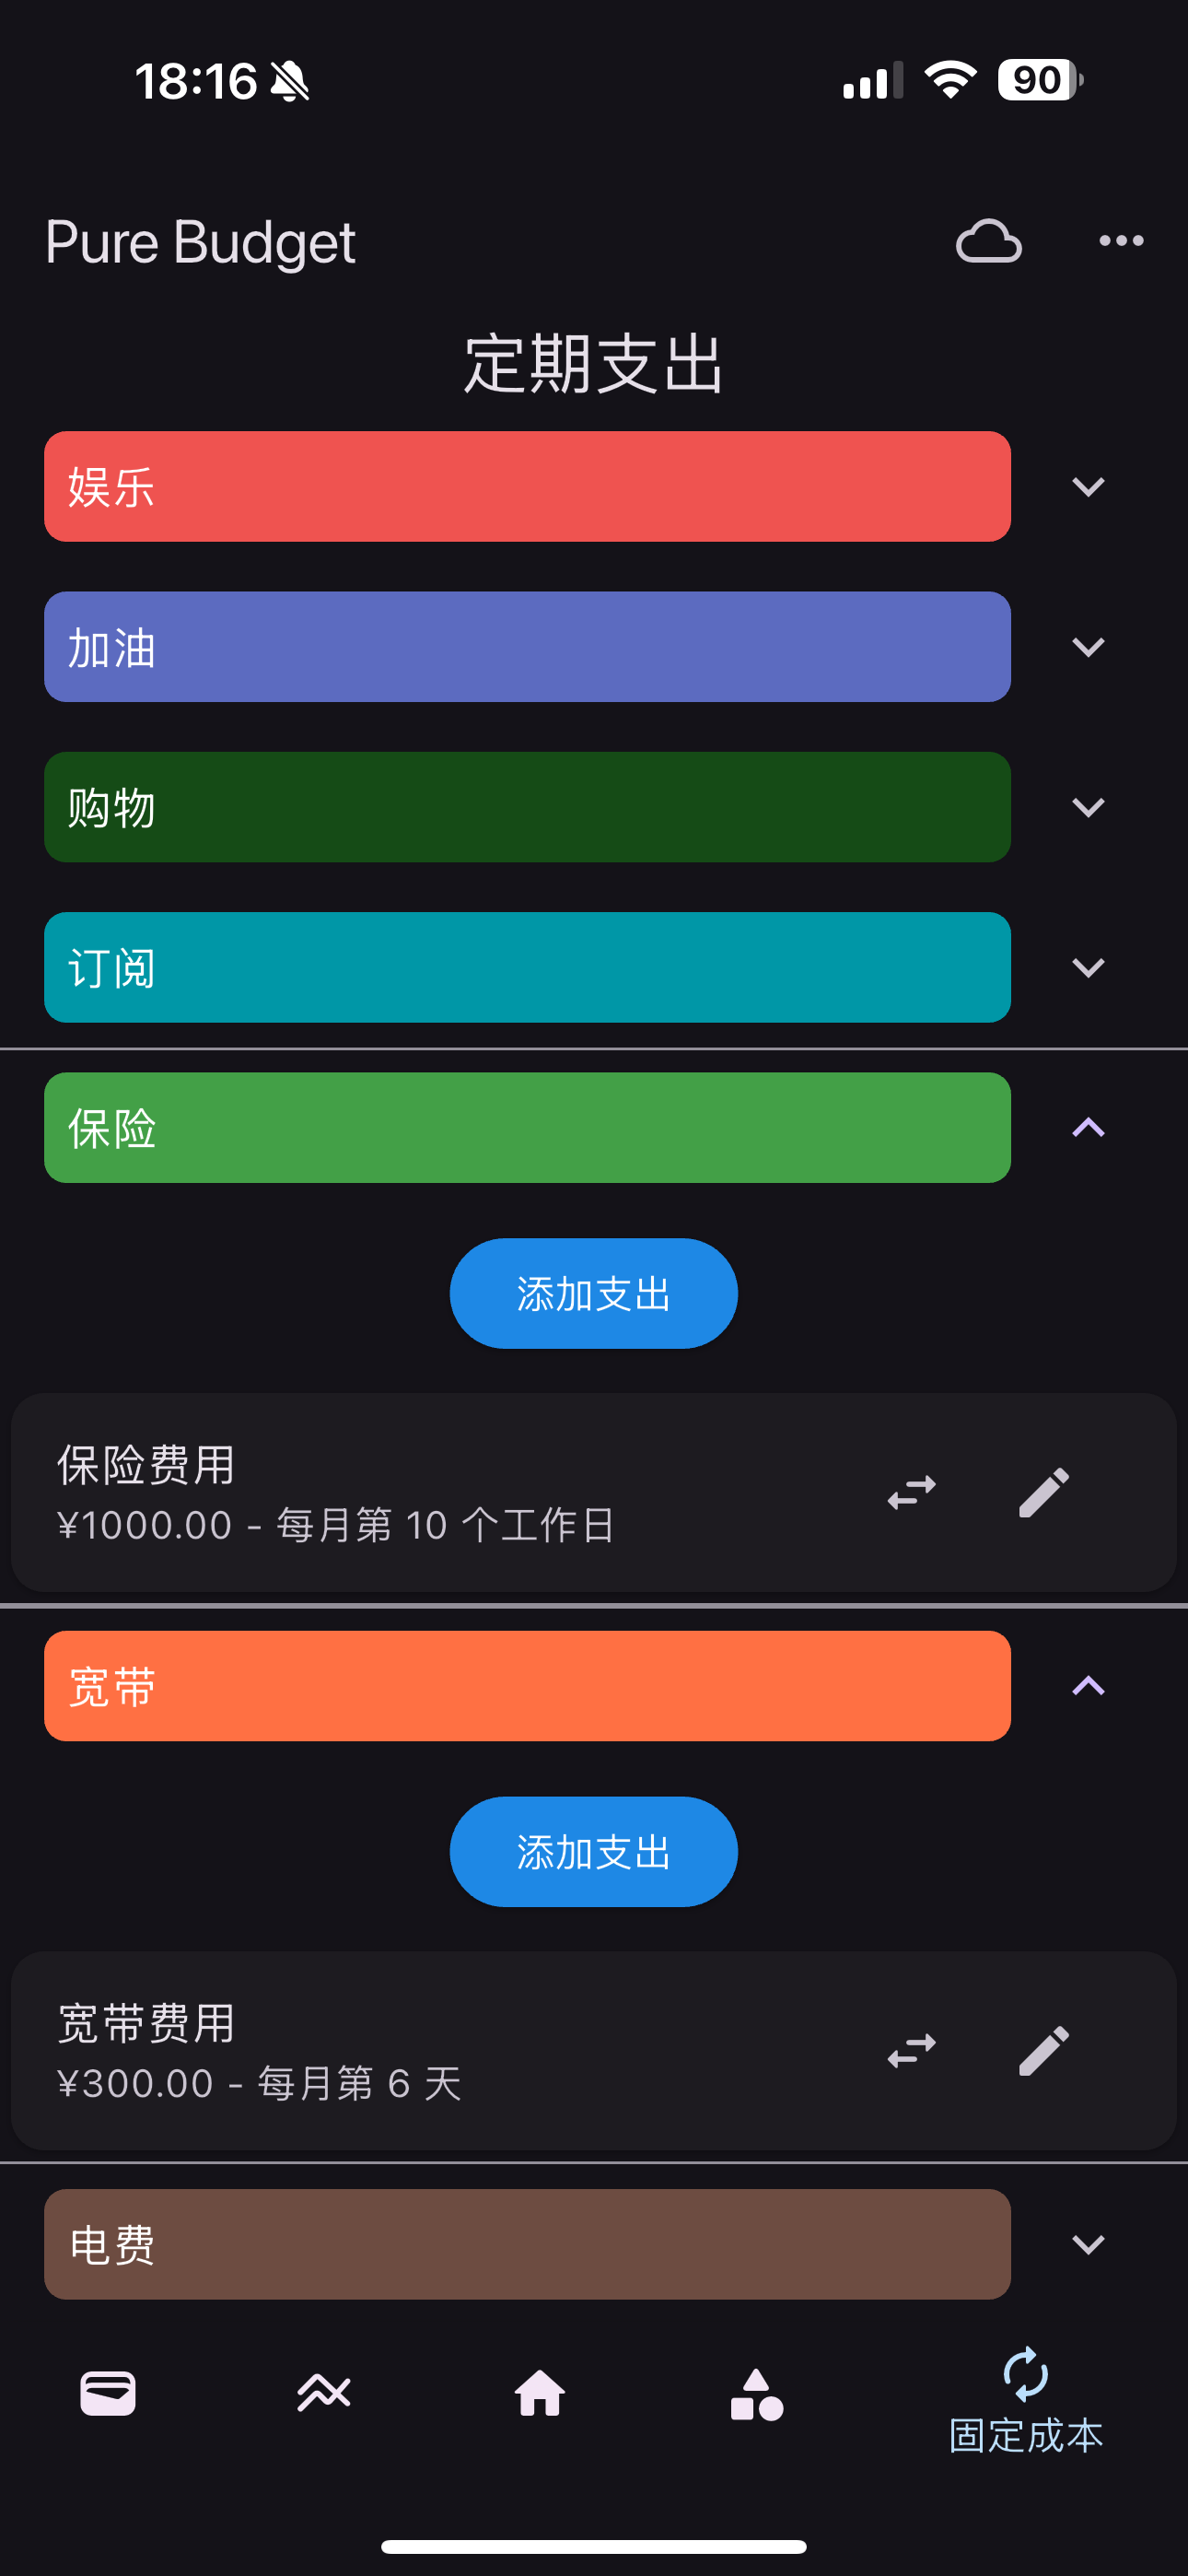 18:16
90
Pure Budget
定期支出
娱乐
加油
购物
订阅
保险
添加支出
保险费用
¥1000.00 - 每月第 10 个工作日
宽带
添加支出
宽带费用
¥300.00 - 每月第 6 天
电费
固定成本